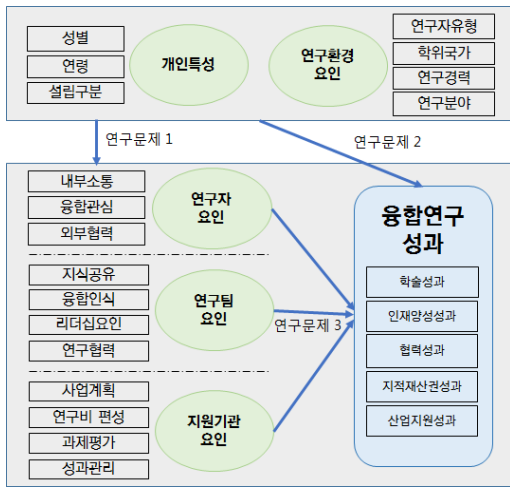 성별
연령
설립구분
개인특성
연구환경
요인
연구자유형
학위국가
연구경력
연구분야
연구문제 1
연구문제 2
내부소통
융합관심
외부협력
연구자
요인
지식공유
융합인식
리더십요인
연구협력
연구팀
요인
연구문제 3
사업계획
연구비 편성
과제평가
성과관리
지원기관
요인
융합연구
성과
학술성과
인재양성성과
협력성과
지적재산권성과
산업지원성과